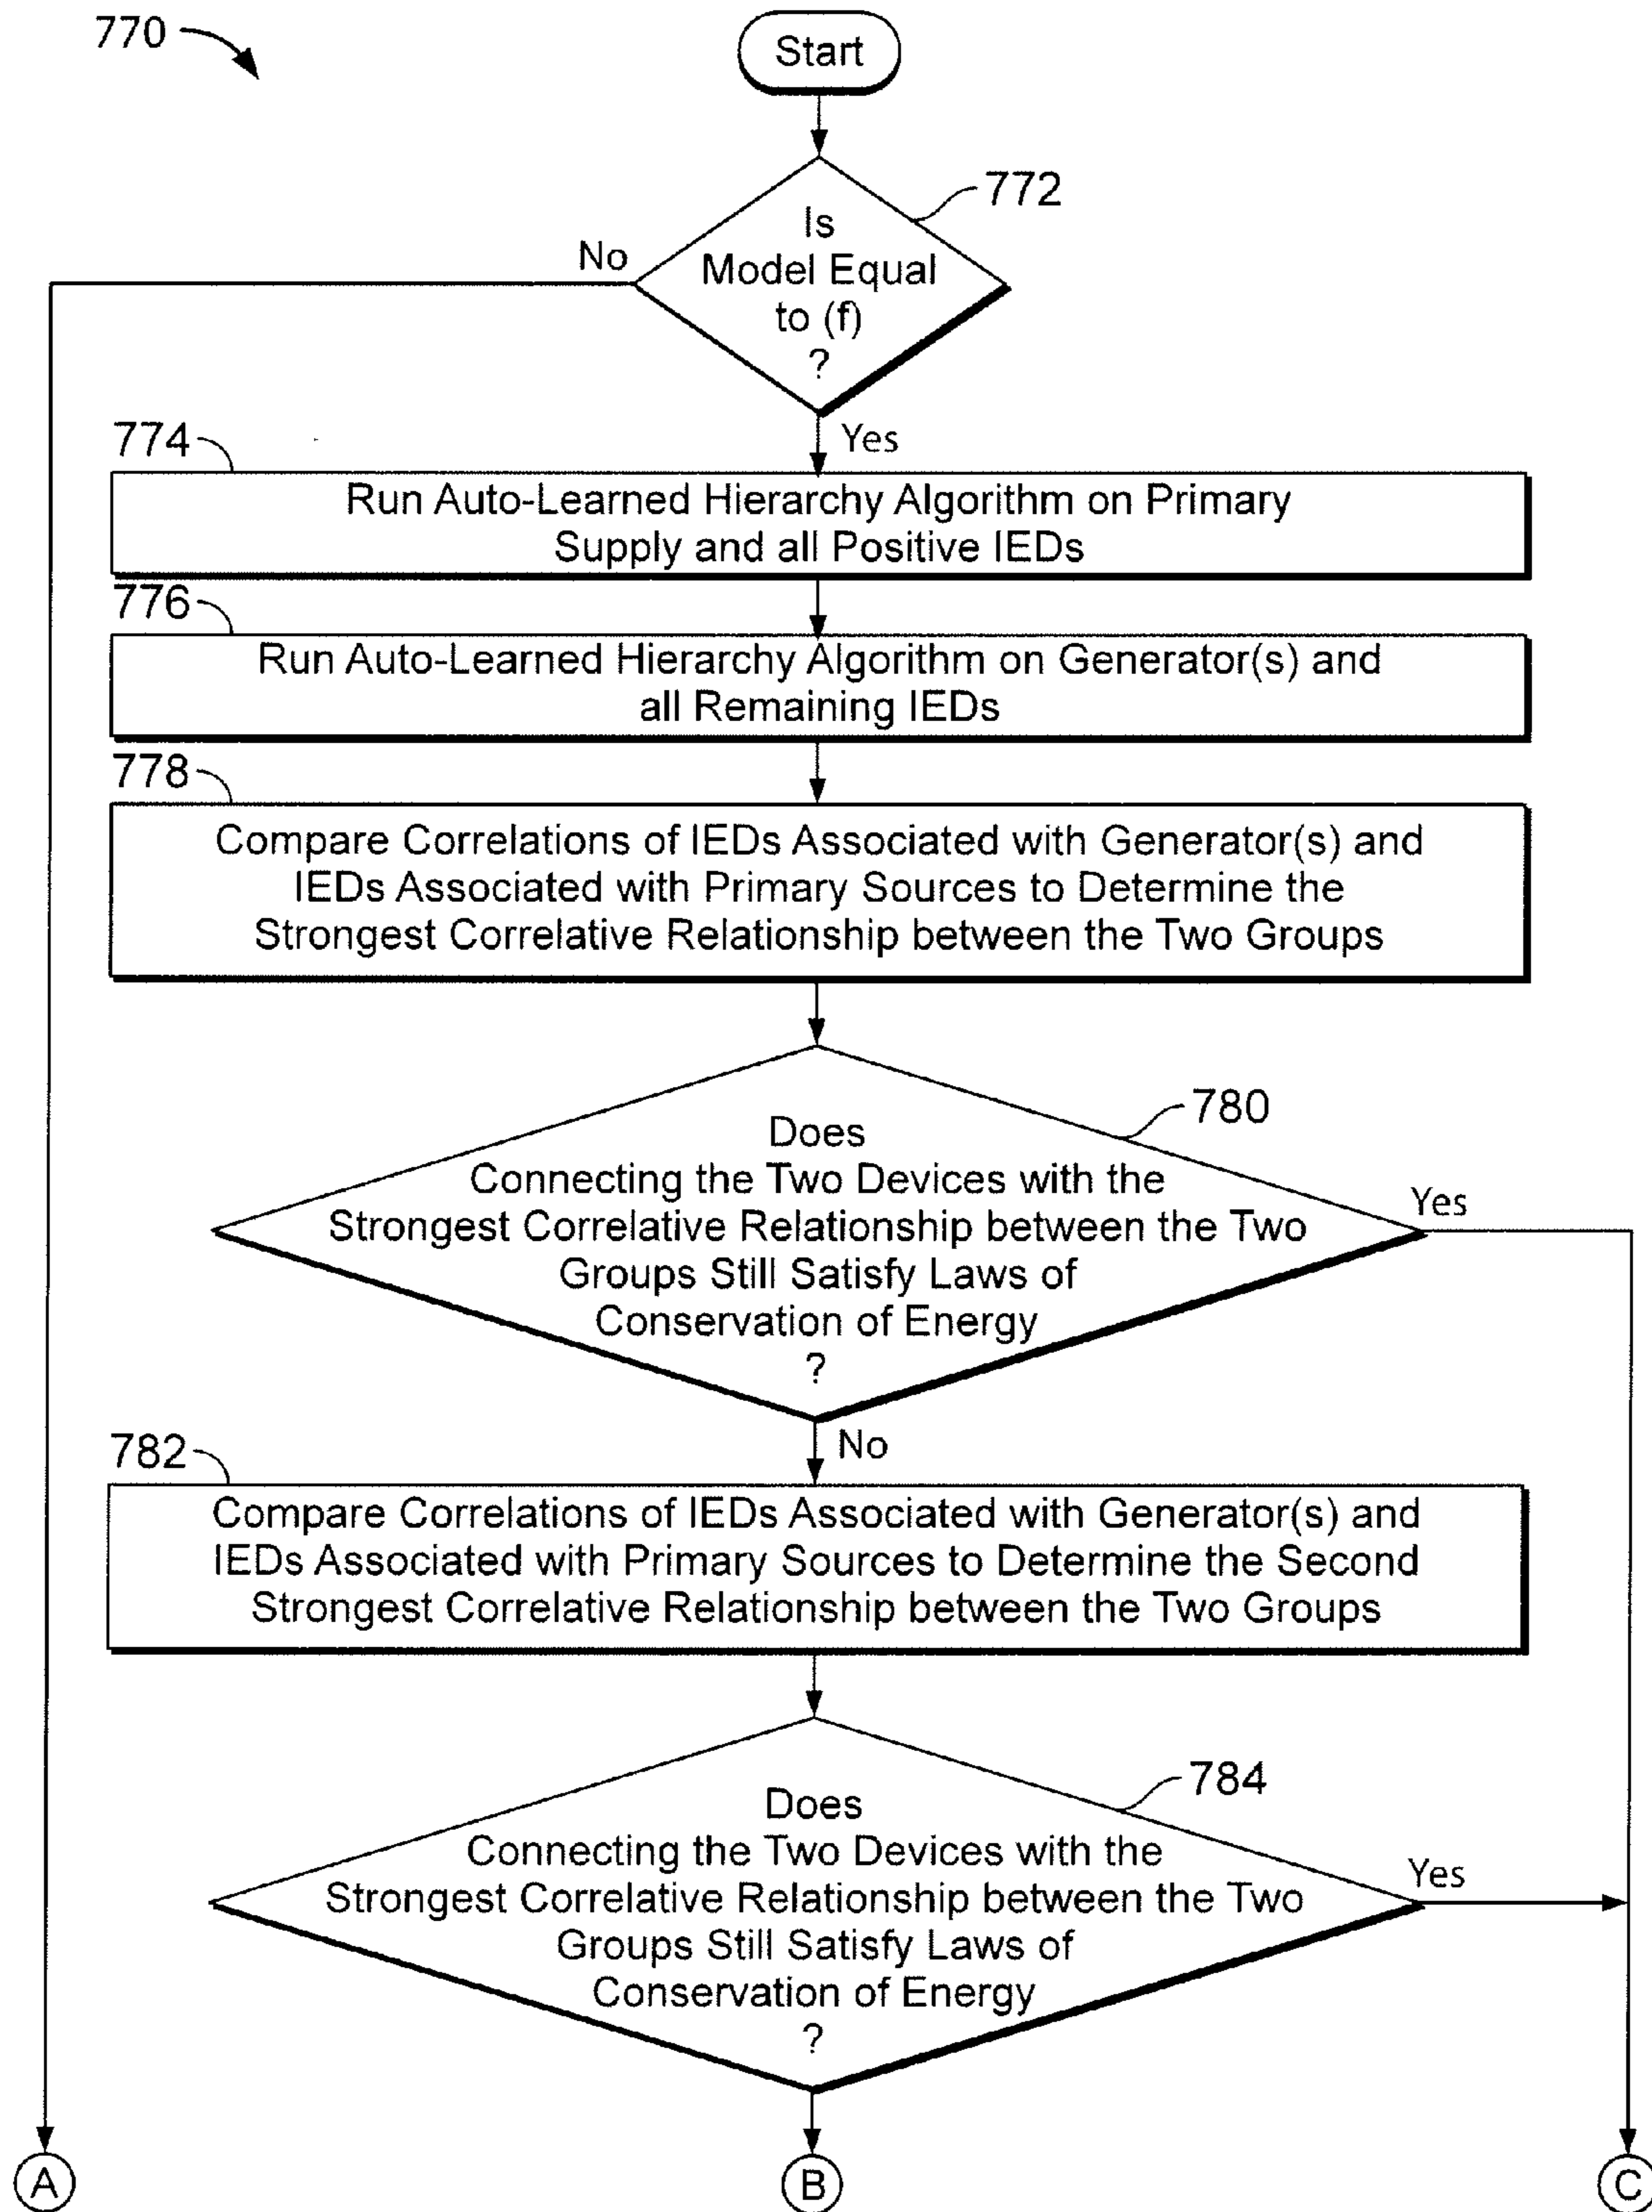 770
Start
772
Is
Model Equal
to (f)
?
No
Yes
774
Run Auto-Learned Hierarchy Algorithm on Primary
Supply and all Positive IEDs
776
Run Auto-Learned Hierarchy Algorithm on Generator(s) and
all Remaining IEDs
778
Compare Correlations of IEDs Associated with Generator(s) and
IEDs Associated with Primary Sources to Determine the
Strongest Correlative Relationship between the Two Groups
780
Does
Connecting the Two Devices with the
Strongest Correlative Relationship between the Two
Groups Still Satisfy Laws of
Conservation of Energy
?
Yes
No
782
Compare Correlations of IEDs Associated with Generator(s) and
IEDs Associated with Primary Sources to Determine the Second
Strongest Correlative Relationship between the Two Groups
784
Does
Connecting the Two Devices with the
Strongest Correlative Relationship between the Two
Groups Still Satisfy Laws of
Conservation of Energy
?
Yes
A
B
C